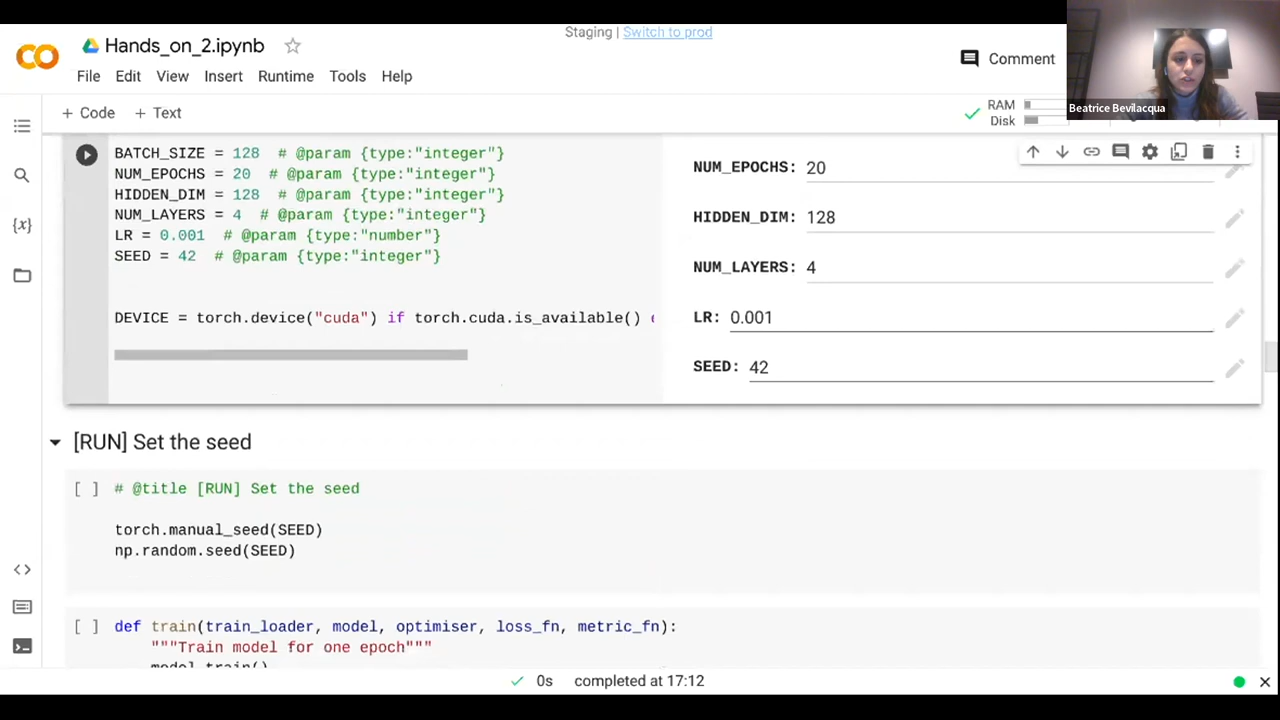 Staging | Switch to prod
Hands_on_2.ipynb
File Edit View Insert Runtime Tools Help
Comment
Beatrice Bevilacqua
+ Code + Text
RAM
Disk
BATCH_SIZE = 128 # @param {type:"integer"}
NUM_EPOCHS = 20 # @param {type:"integer"}
HIDDEN_DIM = 128 # @param {type:"integer"}
NUM_LAYERS = 4 # @param {type:"integer"}
LR = 0.001 # @param {type:"number"}
SEED = 42 # @param {type:"integer"}
DEVICE = torch.device("cuda") if torch.cuda.is_available()
NUM_EPOCHS: 20
HIDDEN_DIM: 128
NUM_LAYERS: 4
LR: 0.001
SEED: 42
[RUN] Set the seed
[ ] # @title [RUN] Set the seed
torch.manual_seed(SEED)
np.random.seed(SEED)
[ ] def train(train_loader, model, optimiser, loss_fn, metric_fn):
"""Train model for one epoch"""
model.train()
0s completed at 17:12